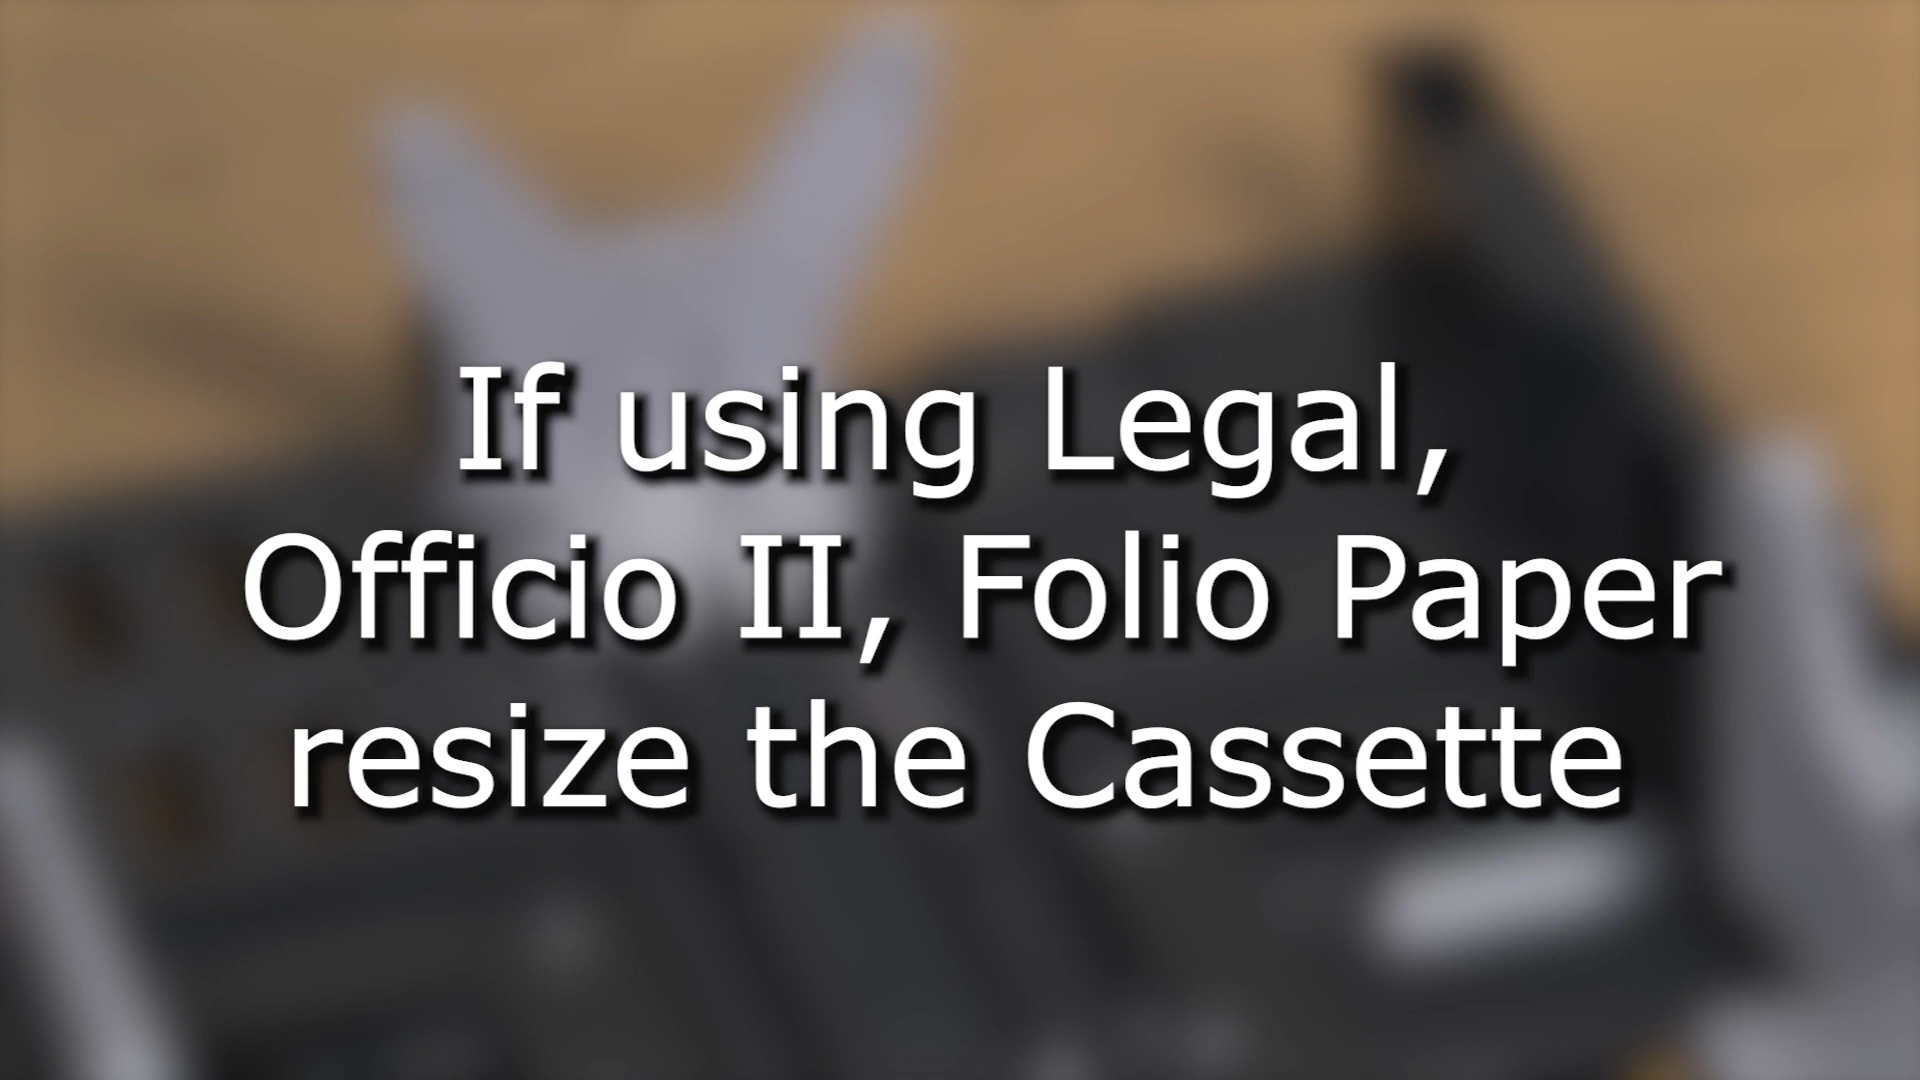 If using Legal,
Officio II, Folio Paper
resize the Cassette